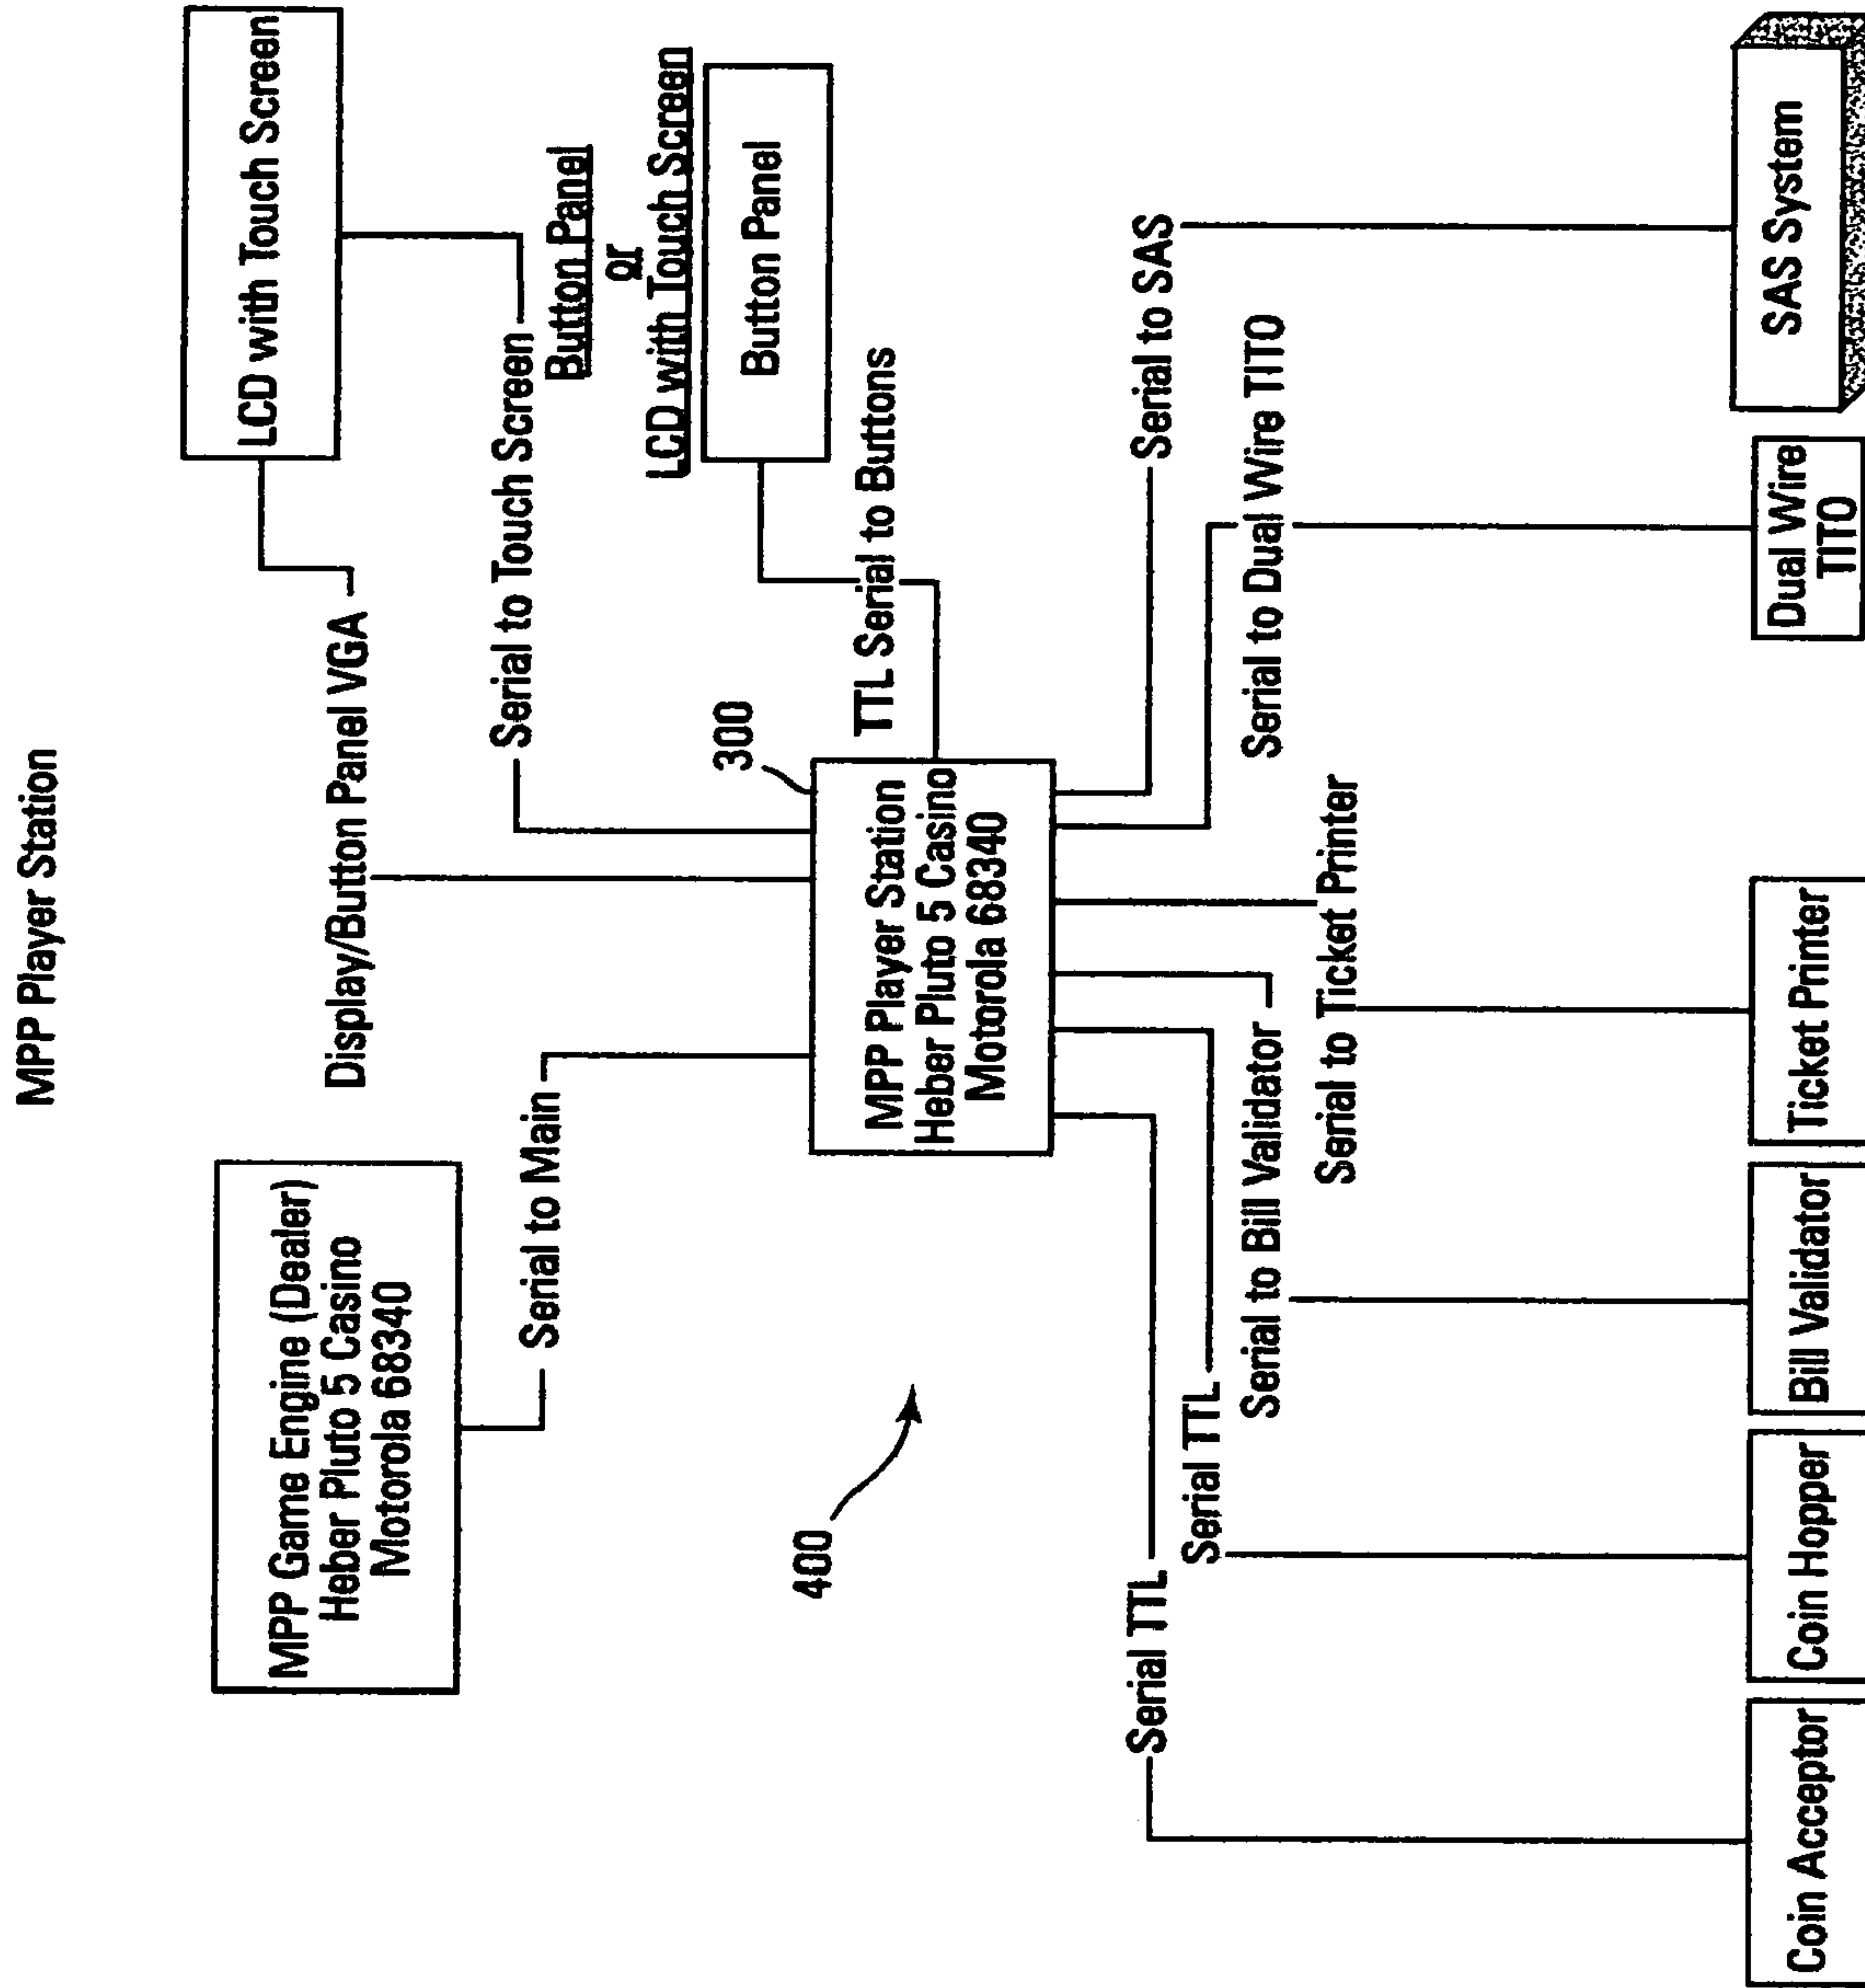 MPP Player Station
LCD with Touch Screen
MPP Game Engine (Dealer)
Heber Pluto 5 Casino
Motorola 68340
Display/Button Panel VGA
Serial to Main
Serial to Touch Screen
Button Panel
or
LCD with Touch Screen
Button Panel
300
MPP Player Station
Heber Pluto 5 Casino
Motorola 68340
TTL Serial to Buttons
400
Serial TTL
Serial TTL
Serial to Bill Validator
Serial to Ticket Printer
Serial to Dual Wire TITO
Serial to SAS
Coin Acceptor
Coin Hopper
Bill Validator
Ticket Printer
Dual Wire
TITO
SAS System